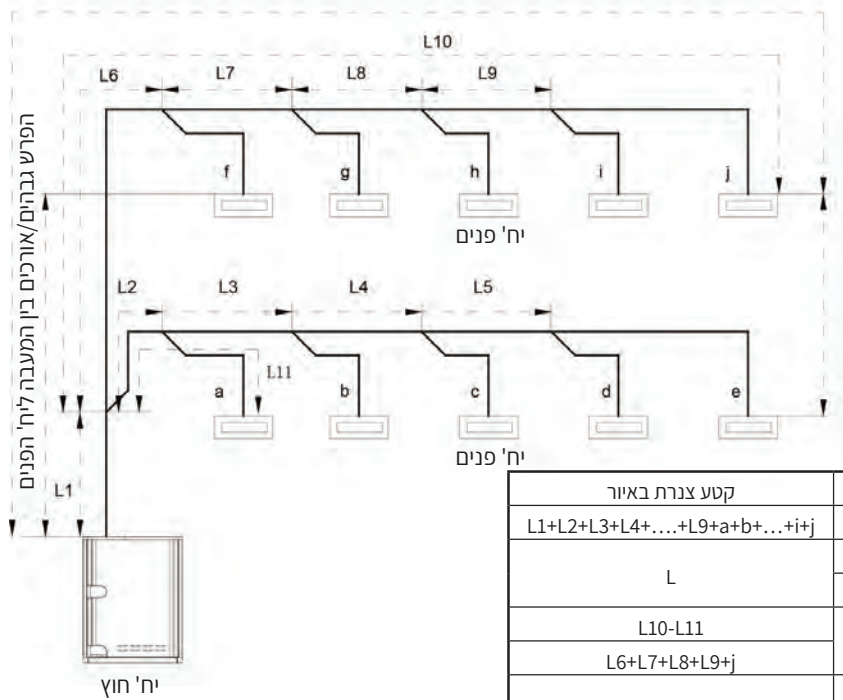 L10
L6
L7
L8
L9
f
g
h
i
j
יח' פנים
הפרש גבהים/אורכים בין המעבה ליח' הפנים
L2
L3
L4
L5
L11
a
b
c
d
e
יח' פנים
L1
יח' חוץ
קטע צנרת באיור
L1+L2+L3+L4+....+L9+a+b+...+i+j
L
L10-L11
L6+L7+L8+L9+j